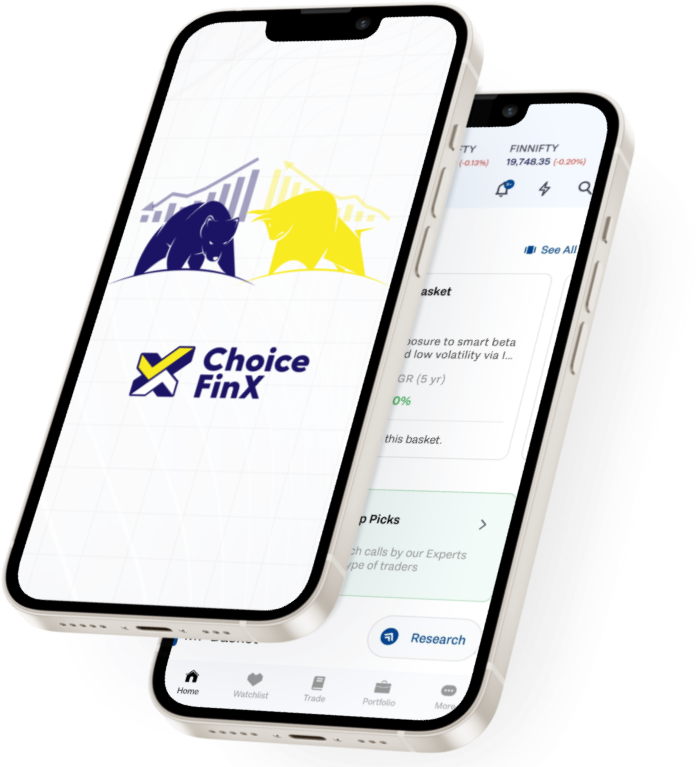 Choice
FinX
FTY
FINNIFTY
(-0.13%)
19,748.35 (-0.20%)
See All
asket
posure to smart beta
d low volatility via I...
GR (5 yr)
0%
this basket.
p Picks
ch calls by our Experts
ype of traders
Basket
Research
Home
Watchlist
Trade
Portfolio
More